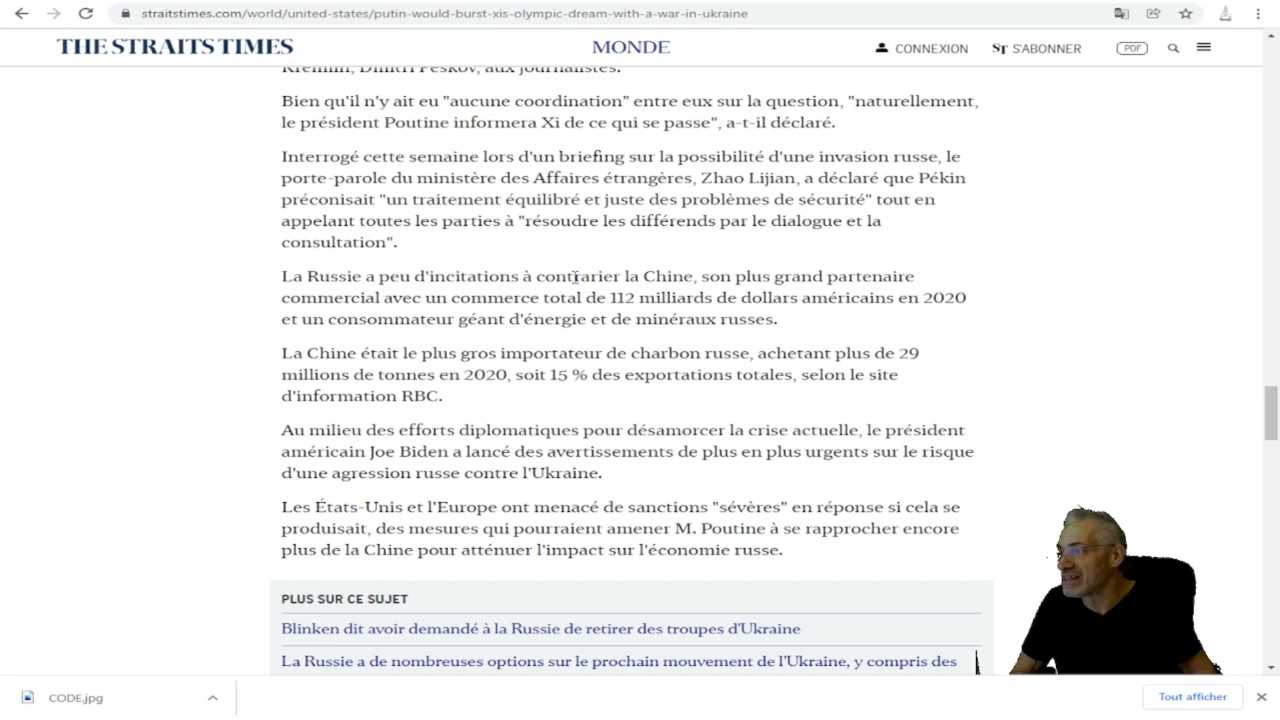 straitstimes.com/world/united-states/putin-would-burst-xis-olympic-dream-with-a-war-in-ukraine
THE STRAITS TIMES
MONDE
CONNEXION
ST S'ABONNER
PDF
Kremlin, Dmitri Peskov, aux journalistes.
Bien qu'il n'y ait eu "aucune coordination" entre eux sur la question, "naturellement,
le président Poutine informera Xi de ce qui se passe", a-t-il déclaré.
Interrogé cette semaine lors d'un briefing sur la possibilité d'une invasion russe, le
porte-parole du ministère des Affaires étrangères, Zhao Lijian, a déclaré que Pékin
préconisait "un traitement équilibré et juste des problèmes de sécurité" tout en
appelant toutes les parties à "résoudre les différends par le dialogue et la
consultation".
La Russie a peu d'incitations à contrarier la Chine, son plus grand partenaire
commercial avec un commerce total de 112 milliards de dollars américains en 2020
et un consommateur géant d'énergie et de minéraux russes.
La Chine était le plus gros importateur de charbon russe, achetant plus de 29
millions de tonnes en 2020, soit 15 % des exportations totales, selon le site
d'information RBC.
Au milieu des efforts diplomatiques pour désamorcer la crise actuelle, le président
américain Joe Biden a lancé des avertissements de plus en plus urgents sur le risque
d'une agression russe contre l'Ukraine.
Les États-Unis et l'Europe ont menacé de sanctions "sévères" en réponse si cela se
produisait, des mesures qui pourraient amener M. Poutine à se rapprocher encore
plus de la Chine pour atténuer l'impact sur l'économie russe.
PLUS SUR CE SUJET
Blinken dit avoir demandé à la Russie de retirer des troupes d'Ukraine
La Russie a de nombreuses options sur le prochain mouvement de l'Ukraine, y compris des
CODE.jpg
Tout afficher